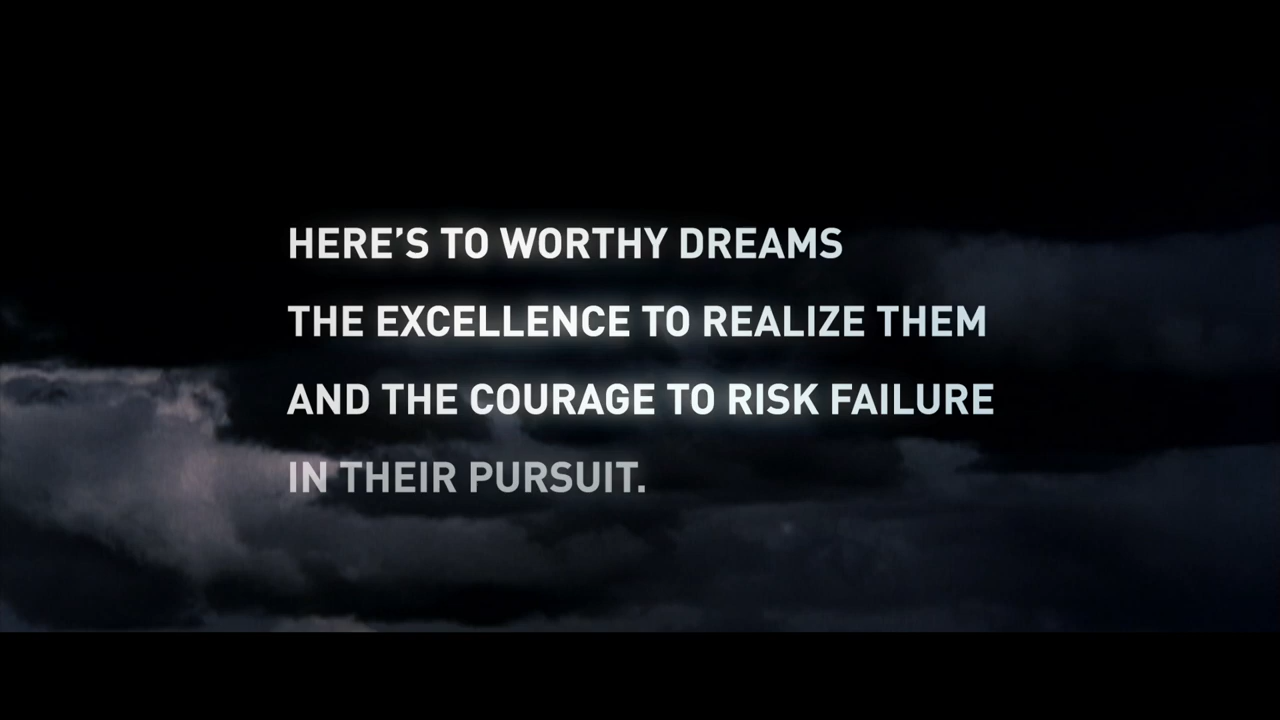 HERE’S TO WORTHY DREAMS
THE EXCELLENCE TO REALIZE THEM
AND THE COURAGE TO RISK FAILURE
IN THEIR PURSUIT.